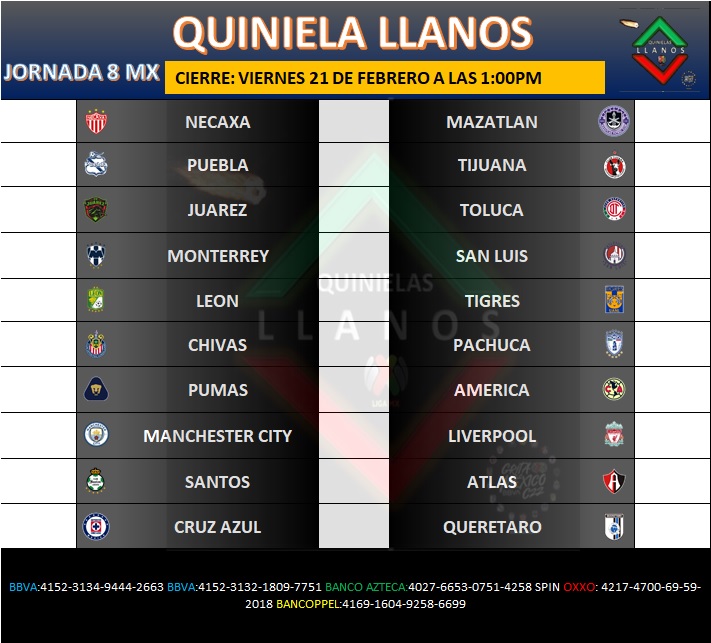 QUINIELA LLANOS
JORNADA 8 MX
CIERRE: VIERNES 21 DE FEBRERO A LAS 1:00PM
QUINIELAS
LLANOS
NECAXA MAZATLAN
PUEBLA TIJUANA
JUAREZ TOLUCA
MONTERREY SAN LUIS
QUINIELAS
LEON TIGRES
LLANOS
CHIVAS PACHUCA
PUMAS AMERICA
LIGA MX
MANCHESTER CITY LIVERPOOL
SANTOS ATLAS
CRUZ AZUL QUERETARO
BBVA:4152-3134-9444-2663 BBVA:4152-3132-1809-7751 BANCO AZTECA:4027-6653-0751-4258 SPIN OXXO: 4217-4700-69-59-
2018 BANCOPPEL:4169-1604-9258-6699